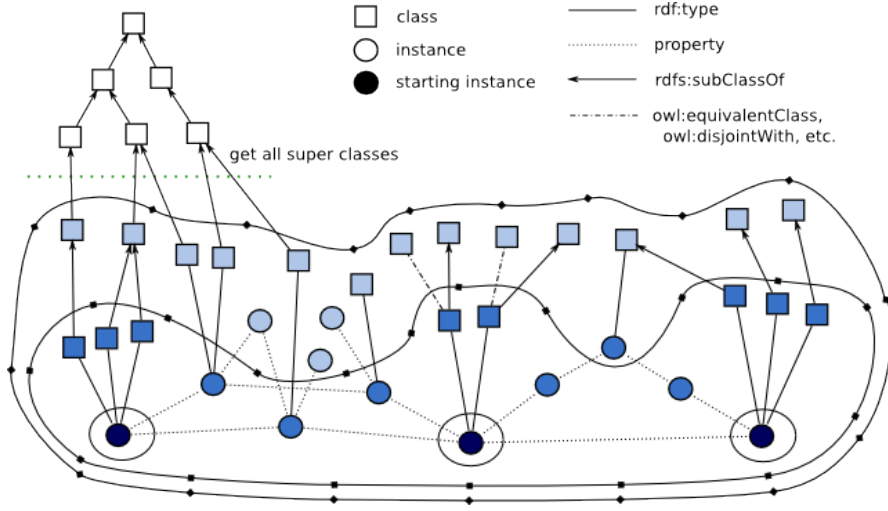 class
instance
starting instance
rdf:type
property
rdfs:subClassOf
owl:equivalentClass,
owl:disjointWith, etc.
get all super classes